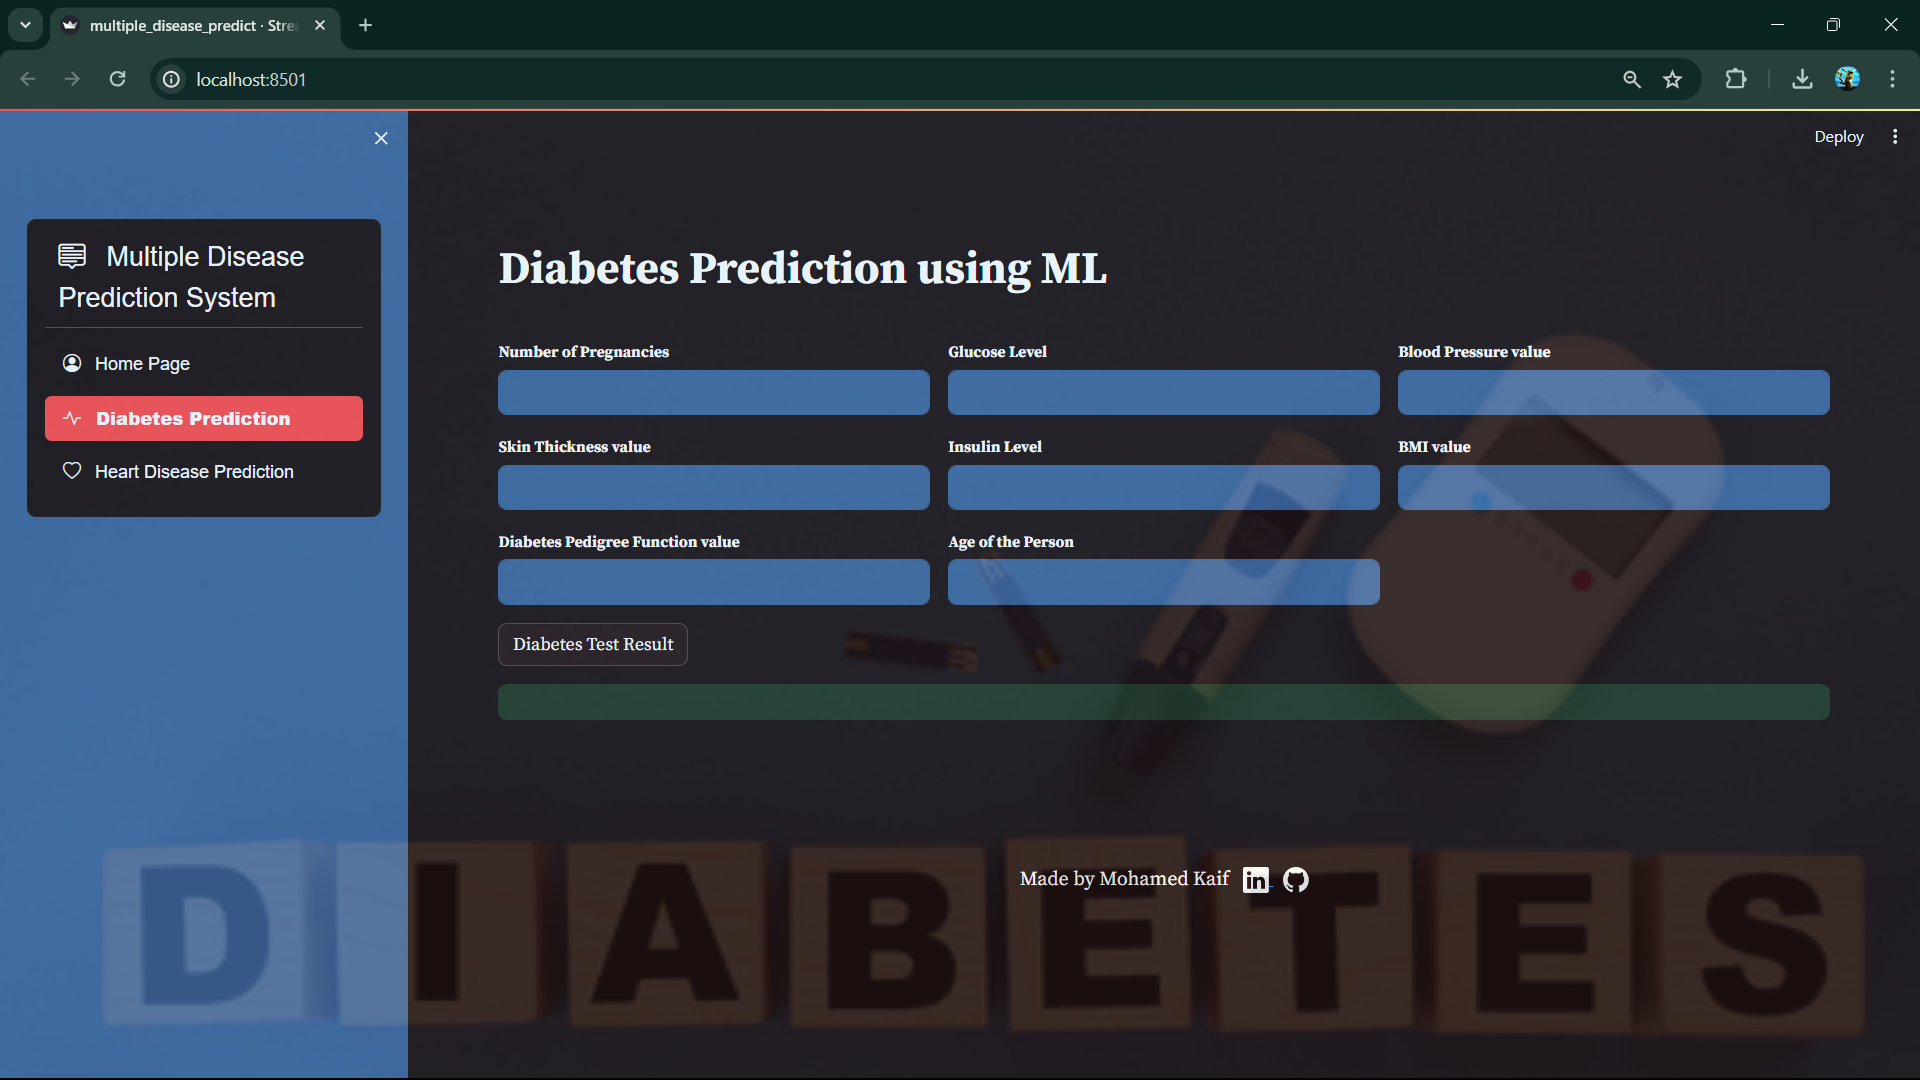 multiple_disease_predict · Stre
localhost:8501
Deploy
Multiple Disease
Prediction System
Home Page
Diabetes Prediction
Heart Disease Prediction
Diabetes Prediction using ML
Number of Pregnancies
Glucose Level
Blood Pressure value
Skin Thickness value
Insulin Level
BMI value
Diabetes Pedigree Function value
Age of the Person
Diabetes Test Result
Made by Mohamed Kaif in
DIABETES